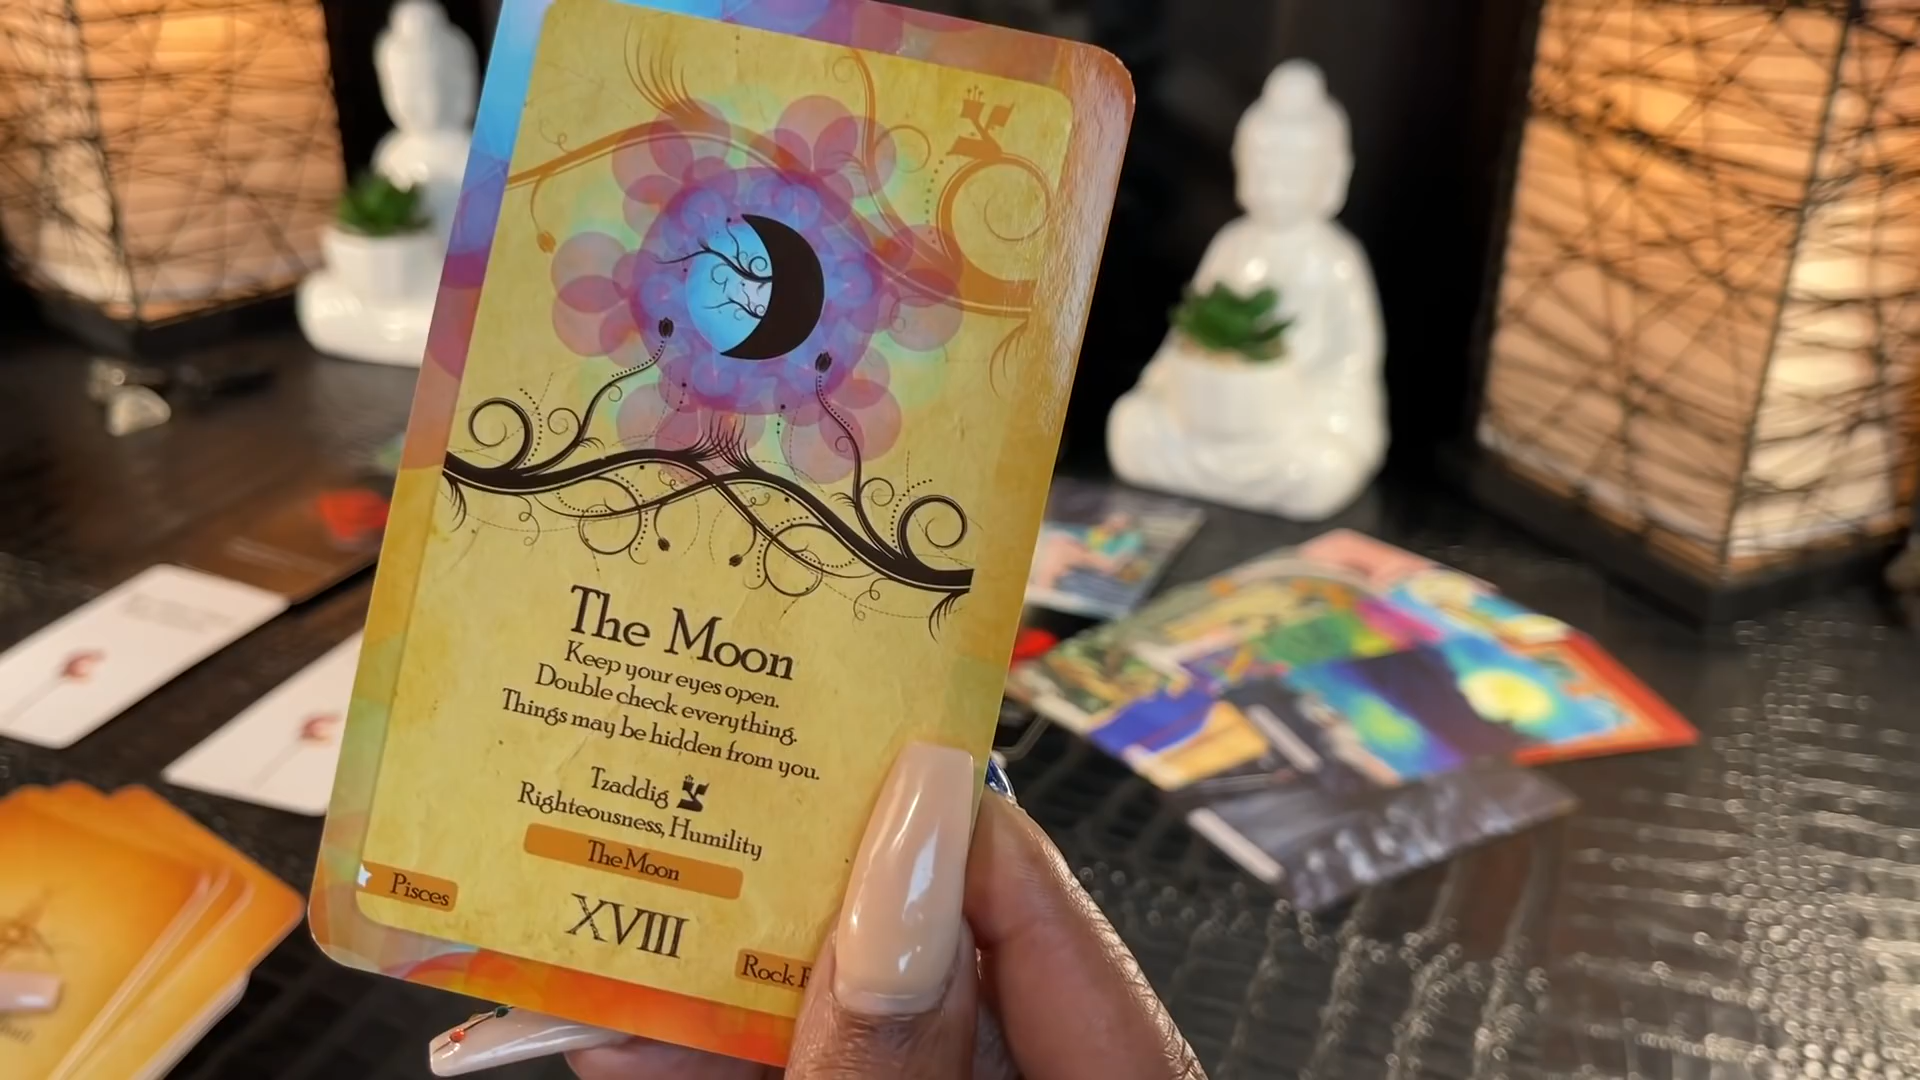 The Moon
Keep your eyes open.
Double check everything.
Things may be hidden from you.
Tzaddig צ
Righteousness, Humility
The Moon
Pisces
XVIII
Rock